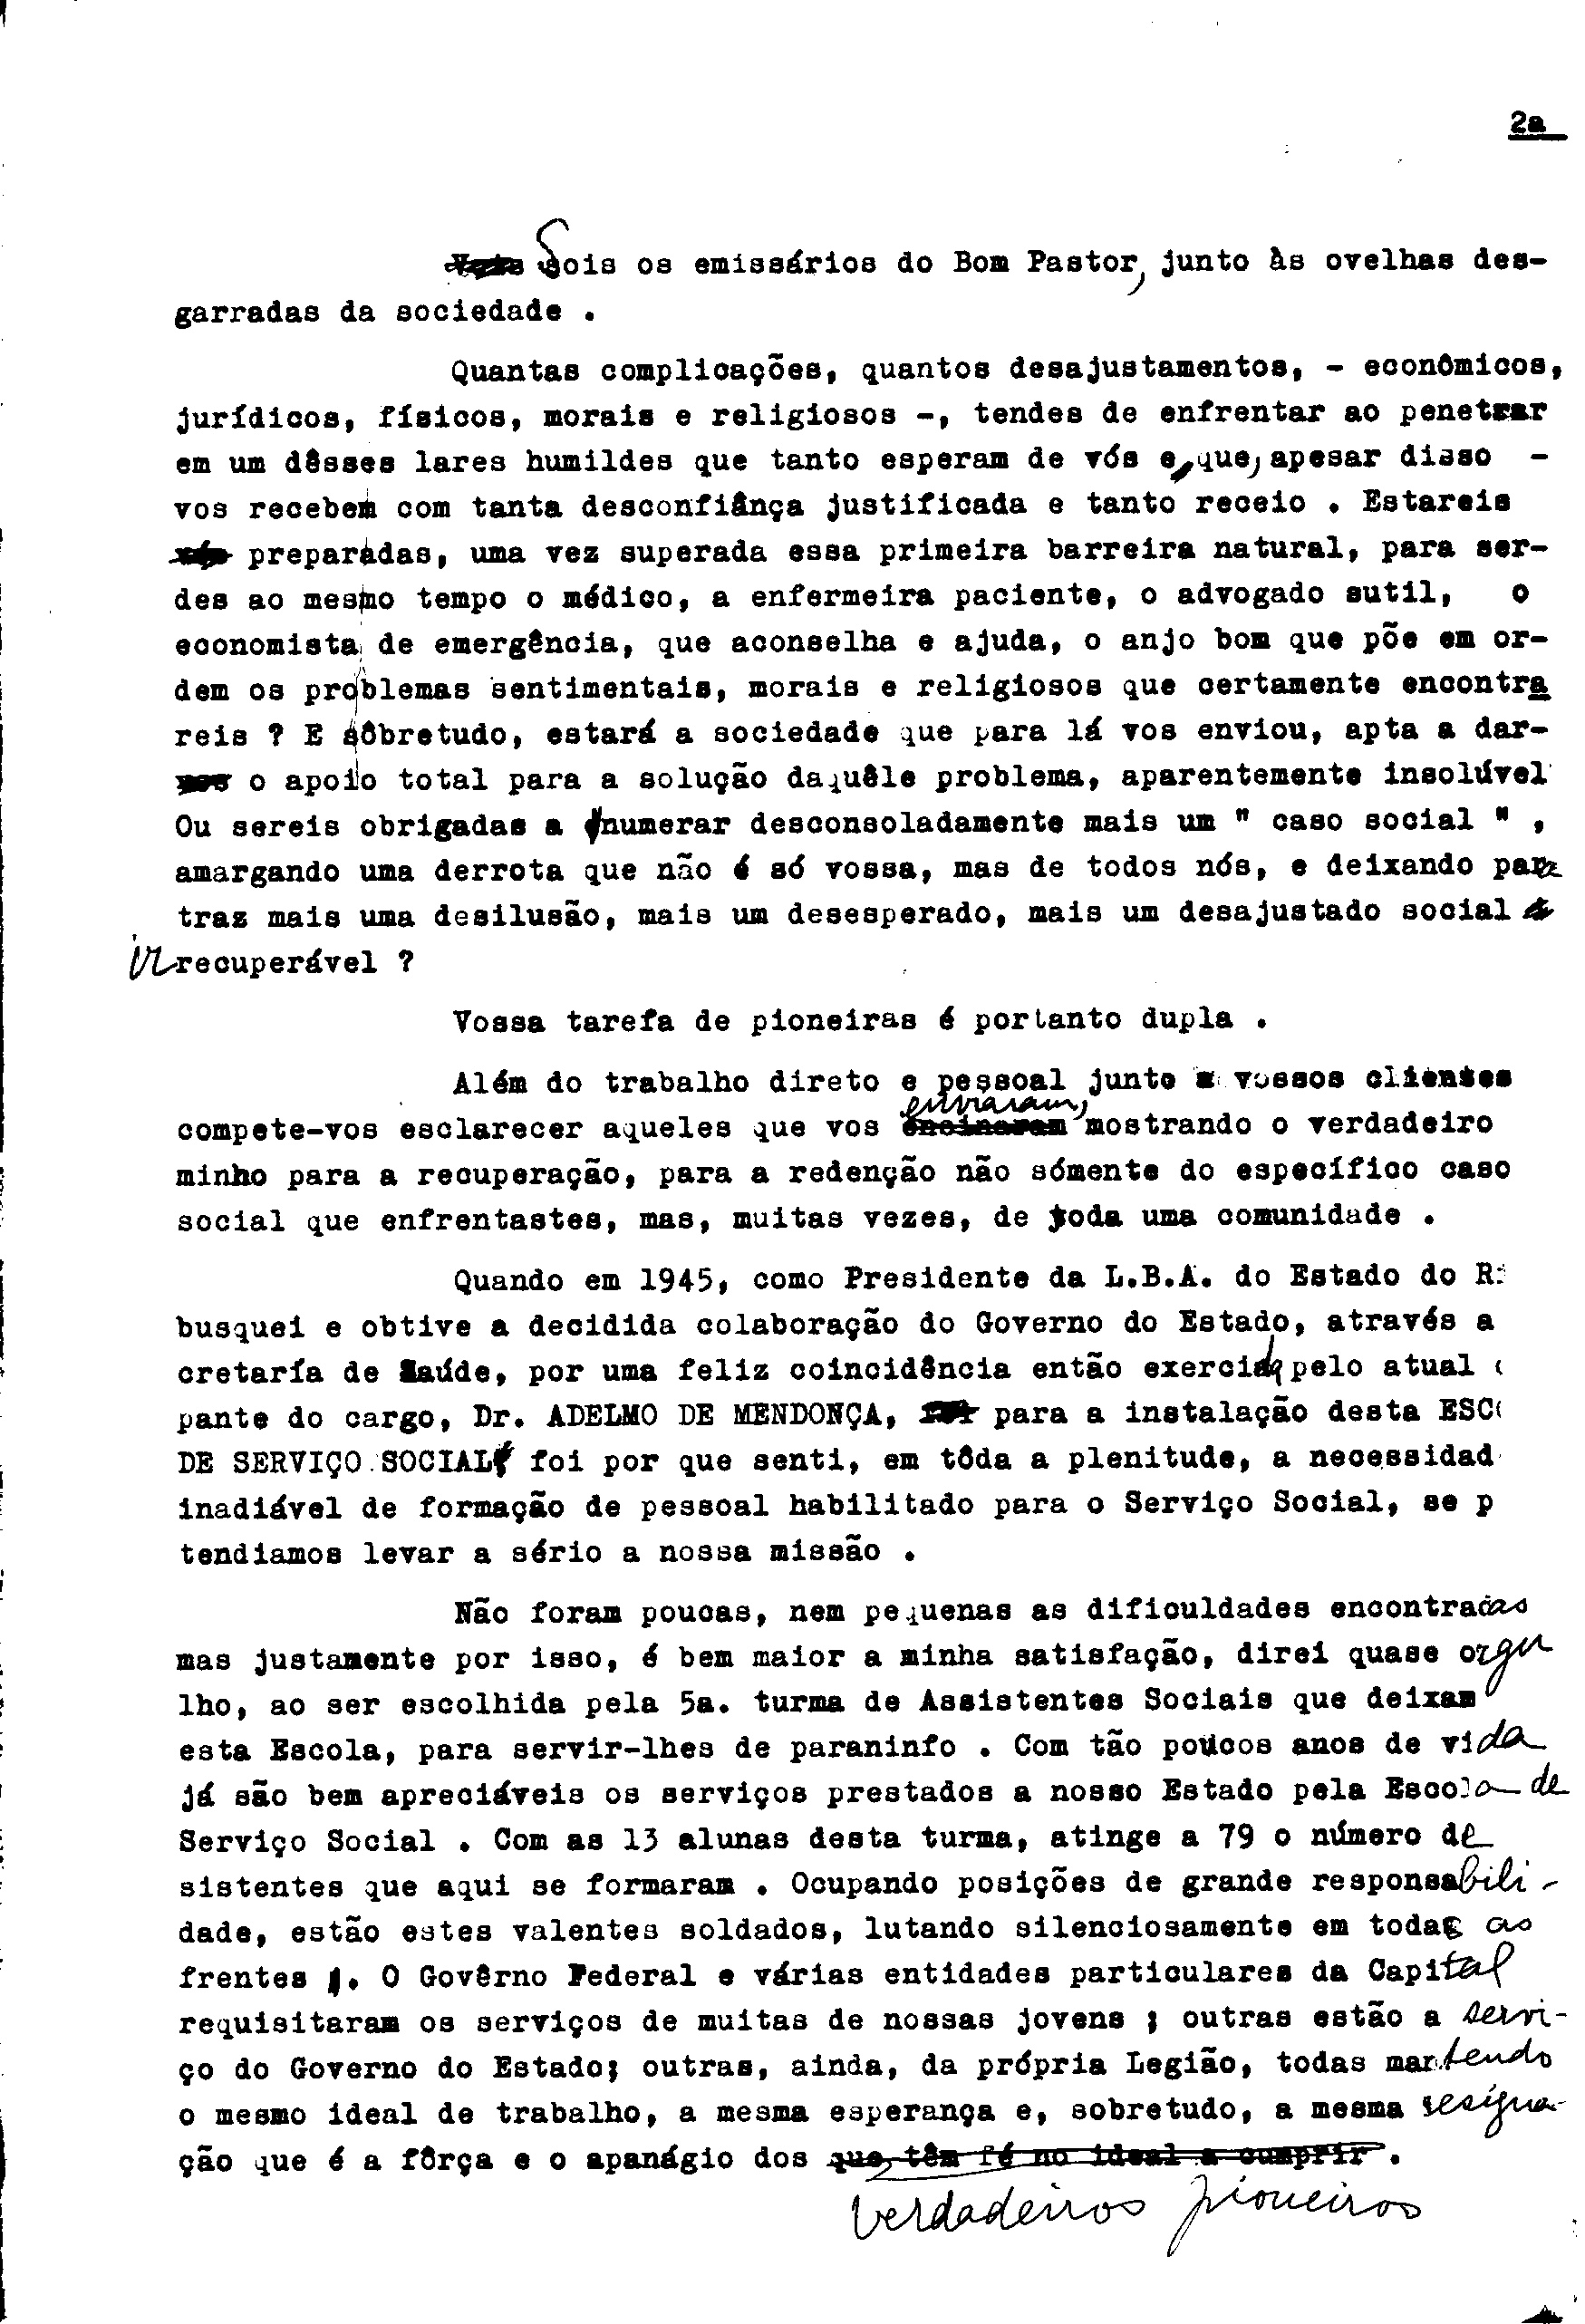 2a
Sois os emissários do Bom Pastor, junto às ovelhas des-
garradas da sociedade .
Quantas complicações, quantos desajustamentos, - econômicos,
jurídicos, físicos, morais e religiosos -, tendes de enfrentar ao penetrar
em um dêsses lares humildes que tanto esperam de vós e, que, apesar disso -
vos recebem com tanta desconfiânça justificada e tanto receio . Estareis
preparadas, uma vez superada essa primeira barreira natural, para ser-
des ao mesmo tempo o médico, a enfermeira paciente, o advogado sutil, o
economista de emergência, que aconselha e ajuda, o anjo bom que põe em or-
dem os problemas sentimentais, morais e religiosos que certamente encontra
reis ? E sôbretudo, estará a sociedade que para lá vos enviou, apta a dar-
vos o apoio total para a solução daquêle problema, aparentemente insolúvel
Ou sereis obrigadas a enumerar desconsoladamente mais um " caso social " ,
amargando uma derrota que não é só vossa, mas de todos nós, e deixando para
traz mais uma desilusão, mais um desesperado, mais um desajustado social
irrecuperável ?
Vossa tarefa de pioneiras é portanto dupla .
Além do trabalho direto e pessoal junto a vossos clientes
compete-vos esclarecer aqueles que vos enviaram, mostrando o verdadeiro
minho para a recuperação, para a redenção não sómente do específico caso
social que enfrentastes, mas, muitas vezes, de toda uma comunidade .
Quando em 1945, como Presidente da L.B.A. do Estado do R
busquei e obtive a decidida colaboração do Governo do Estado, através a
cretaría de Saúde, por uma feliz coincidência então exercida pelo atual
pante do cargo, Dr. ADELMO DE MENDONÇA, para a instalação desta ESCO
DE SERVIÇO SOCIAL, foi por que senti, em tôda a plenitude, a necessidad
inadiável de formação de pessoal habilitado para o Serviço Social, se p
tendiamos levar a sério a nossa missão .
Não foram poucas, nem pequenas as dificuldades encontradas
mas justamente por isso, é bem maior a minha satisfação, direi quase orgu
lho, ao ser escolhida pela 5a. turma de Assistentes Sociais que deixam
esta Escola, para servir-lhes de paraninfo . Com tão poucos anos de vida
já são bem apreciáveis os serviços prestados a nosso Estado pela Escola de
Serviço Social . Com as 13 alunas desta turma, atinge a 79 o número de
sistentes que aqui se formaram . Ocupando posições de grande responsabili-
dade, estão estes valentes soldados, lutando silenciosamente em todas as
frentes . O Govêrno Federal e várias entidades particulares da Capital
requisitaram os serviços de muitas de nossas jovens ; outras estão a servi-
ço do Governo do Estado; outras, ainda, da própria Legião, todas mantendo
o mesmo ideal de trabalho, a mesma esperança e, sobretudo, a mesma resigna-
ção que é a fôrça e o apanágio dos que têm fé no ideal a cumprir .
verdadeiros pioneiros